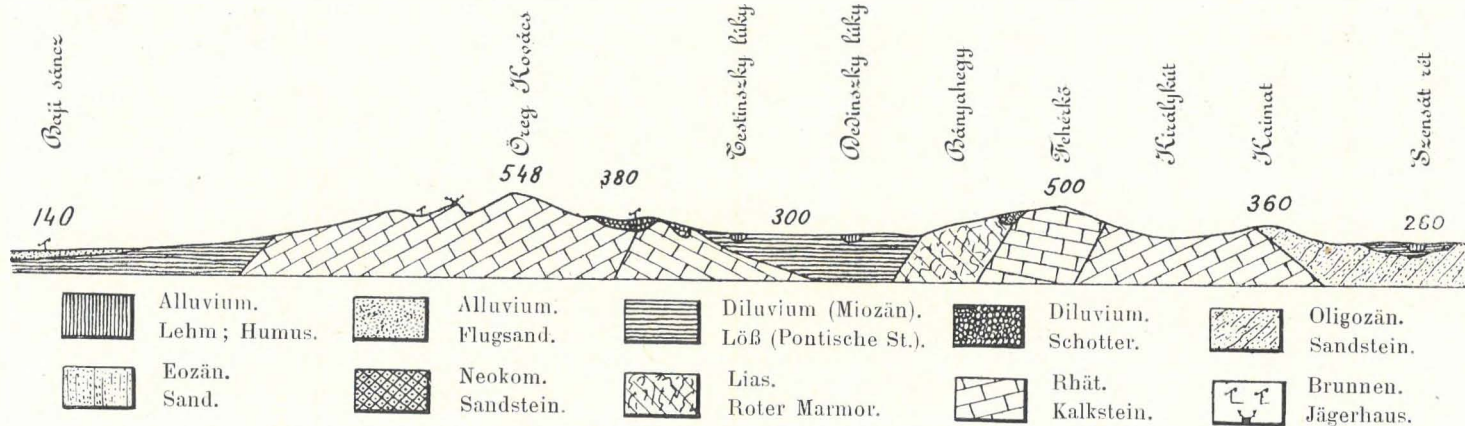 Baji sáncz
Öreg Kovács
Testinszky lúky
Dedinszky lúky
Bányahegy
Fehérkő
Királykút
Kaimat
Szensát rét
140
548
380
300
500
360
260
Alluvium.
Lehm; Humus.
Alluvium.
Flugsand.
Diluvium (Miozän).
Löß (Pontische St.).
Diluvium.
Schotter.
Oligozän.
Sandstein.
Eozän.
Sand.
Neokom.
Sandstein.
Lias.
Roter Marmor.
Rhät.
Kalkstein.
Brunnen.
Jägerhaus.